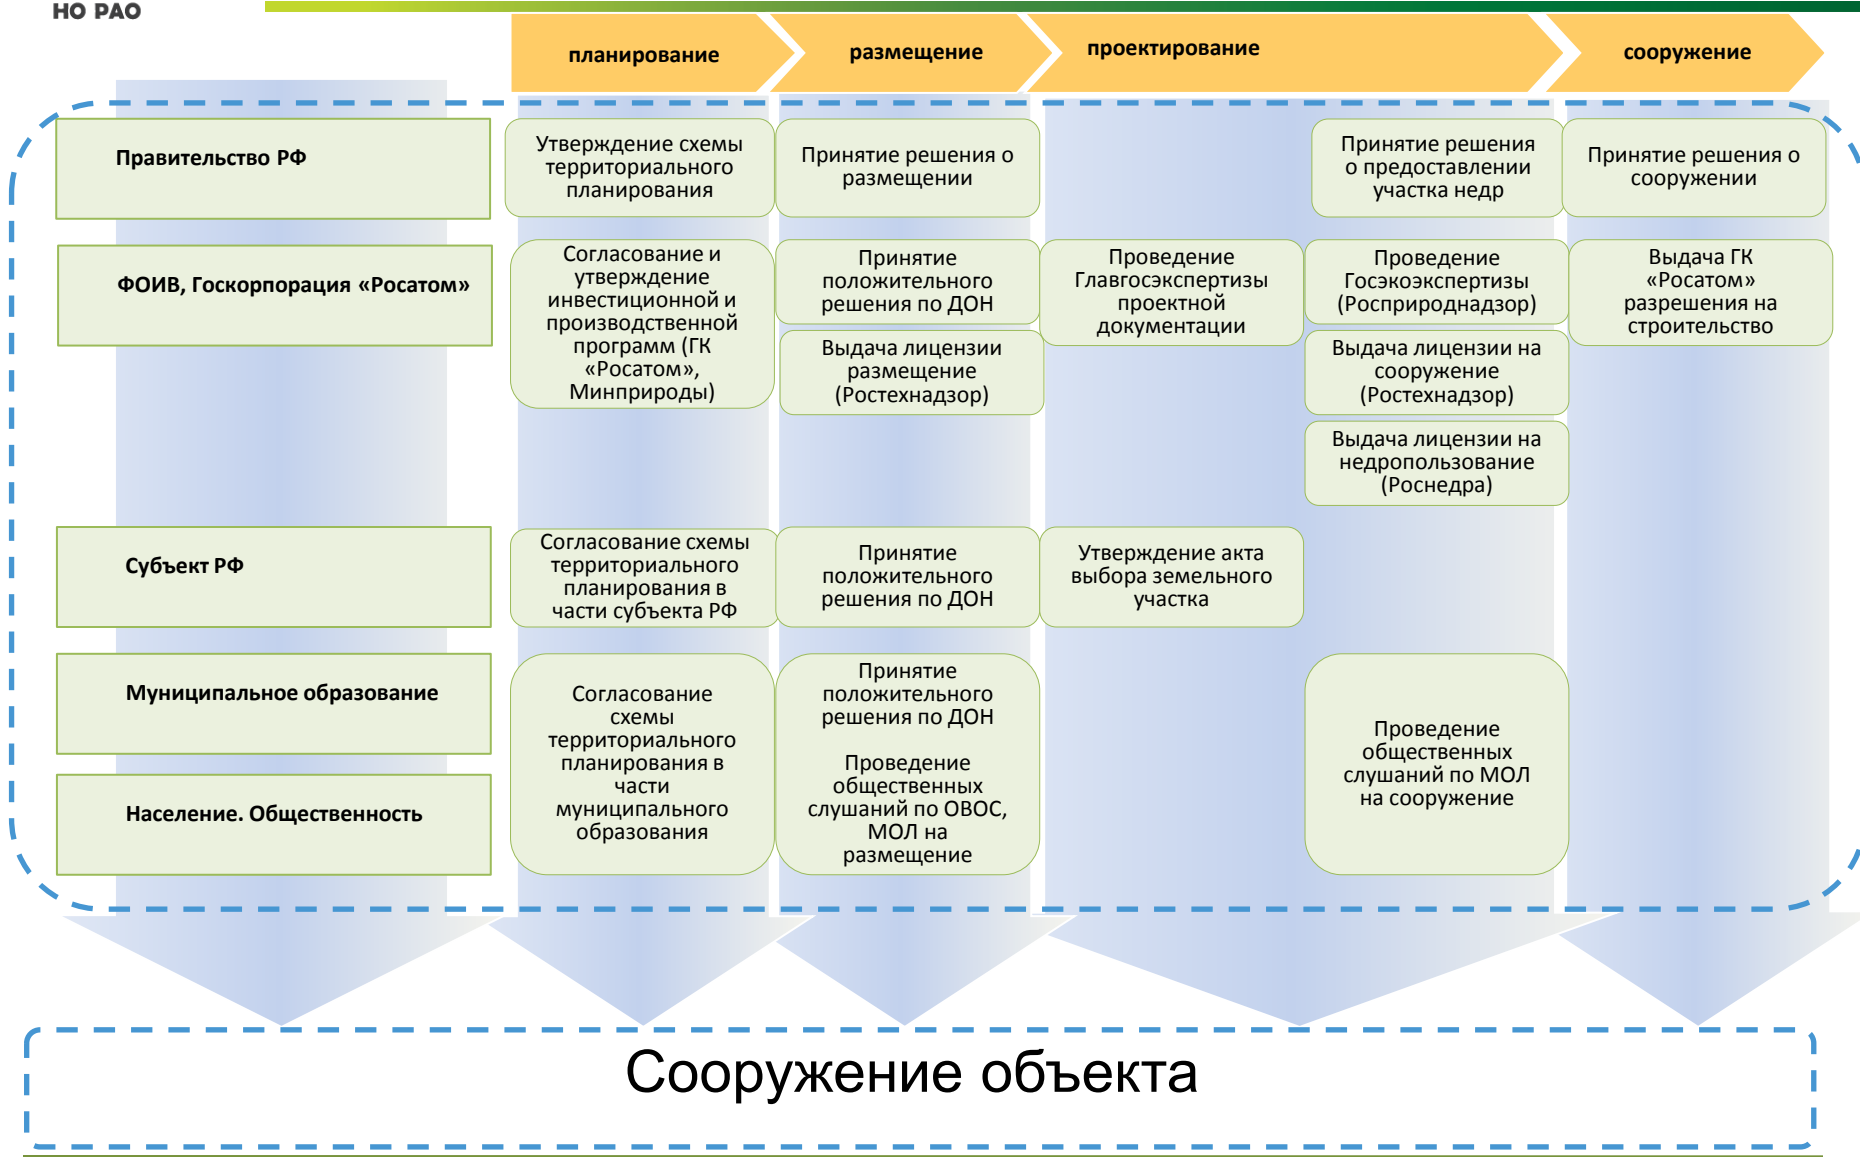 НО РАО
планирование
размещение
проектирование
сооружение
Правительство РФ
Утверждение схемы
территориального
планирования
Принятие решения о
размещении
Принятие решения
о предоставлении
участка недр
Принятие решения о
сооружении
ФОИВ, Госкорпорация «Росатом»
Согласование и
утверждение
инвестиционной и
производственной
программ (ГК
«Росатом»,
Минприроды)
Принятие
положительного
решения по ДОН
Выдача лицензии
размещение
(Ростехнадзор)
Проведение
Главгосэкспертизы
проектной
документации
Проведение
Госэкоэкспертизы
(Росприроднадзор)
Выдача лицензии на
сооружение
(Ростехнадзор)
Выдача лицензии на
недропользование
(Роснедра)
Выдача ГК
«Росатом»
разрешения на
строительство
Субъект РФ
Согласование схемы
территориального
планирования в
части субъекта РФ
Принятие
положительного
решения по ДОН
Утверждение акта
выбора земельного
участка
Муниципальное образование
Население. Общественность
Согласование
схемы
территориального
планирования в
части
муниципального
образования
Принятие
положительного
решения по ДОН
Проведение
общественных
слушаний по ОВОС,
МОЛ на
размещение
Проведение
общественных
слушаний по МОЛ
на сооружение
Сооружение объекта